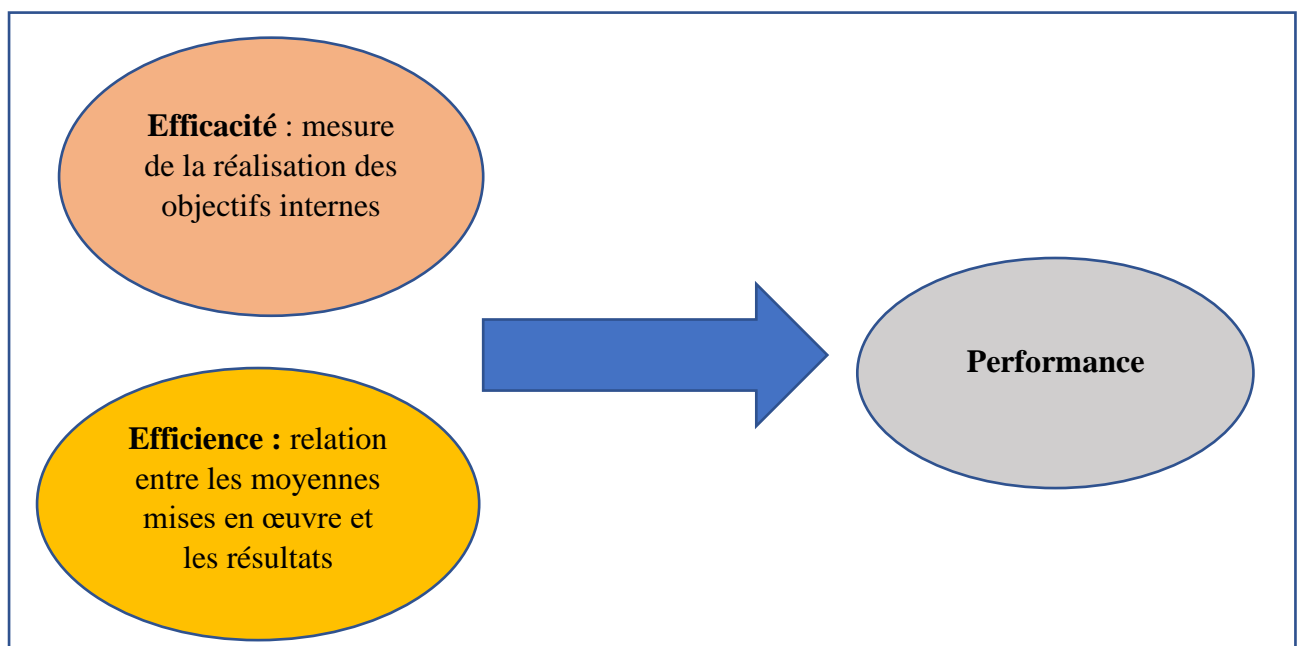 Efficacité : mesure
de la réalisation des
objectifs internes
Efficience : relation
entre les moyennes
mises en œuvre et
les résultats
Performance